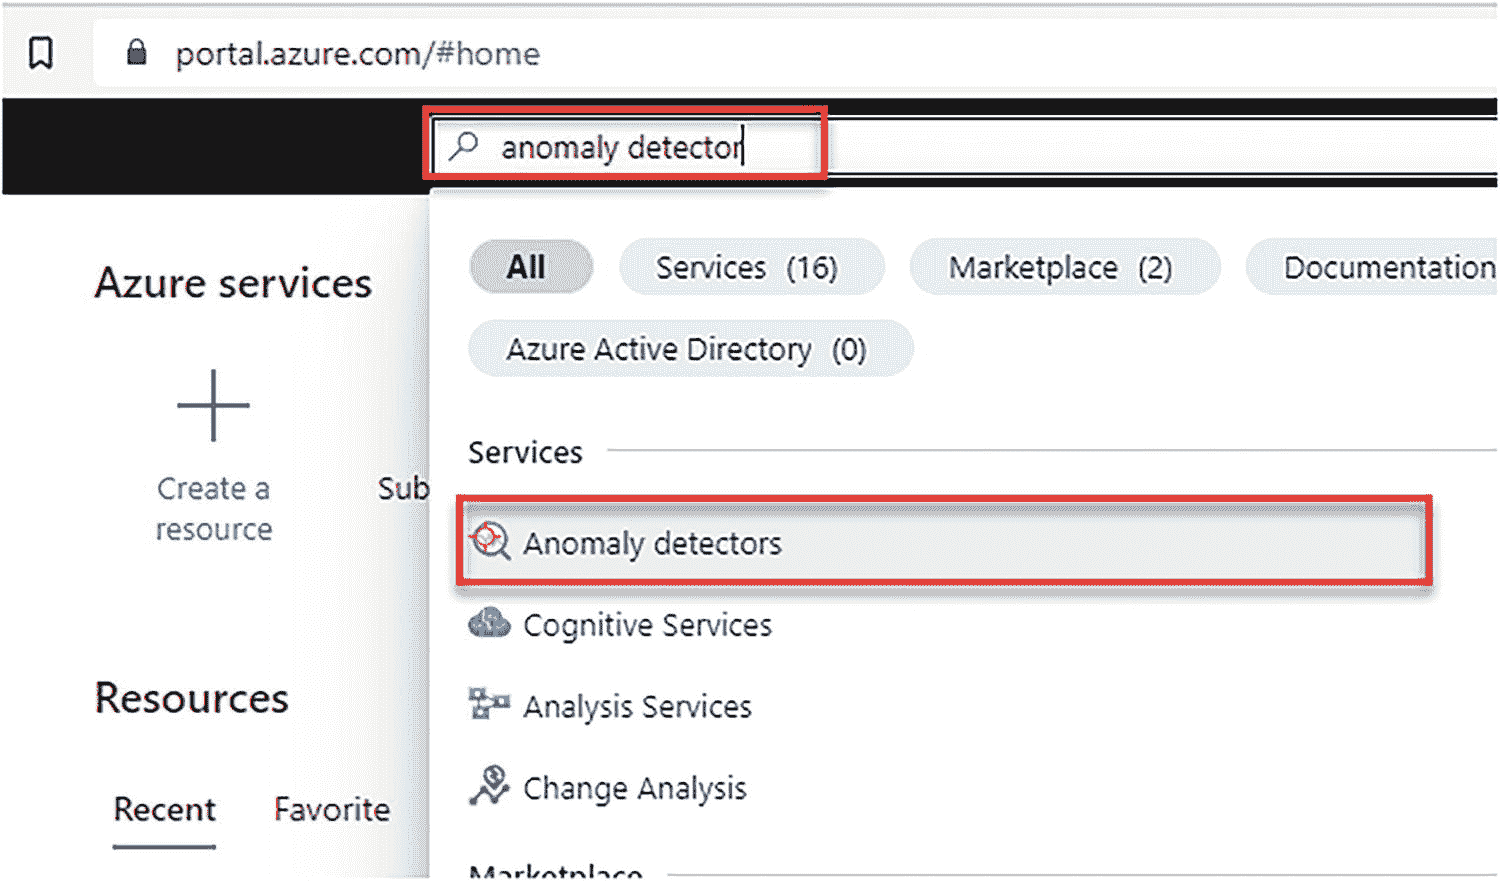 portal.azure.com/#home
anomaly detector
All Services (16) Marketplace (2) Documentation
Azure Active Directory (0)
Azure services
Create a
resource
Sub
Services
Anomaly detectors
Cognitive Services
Analysis Services
Change Analysis
Resources
Recent Favorite
Marketplace